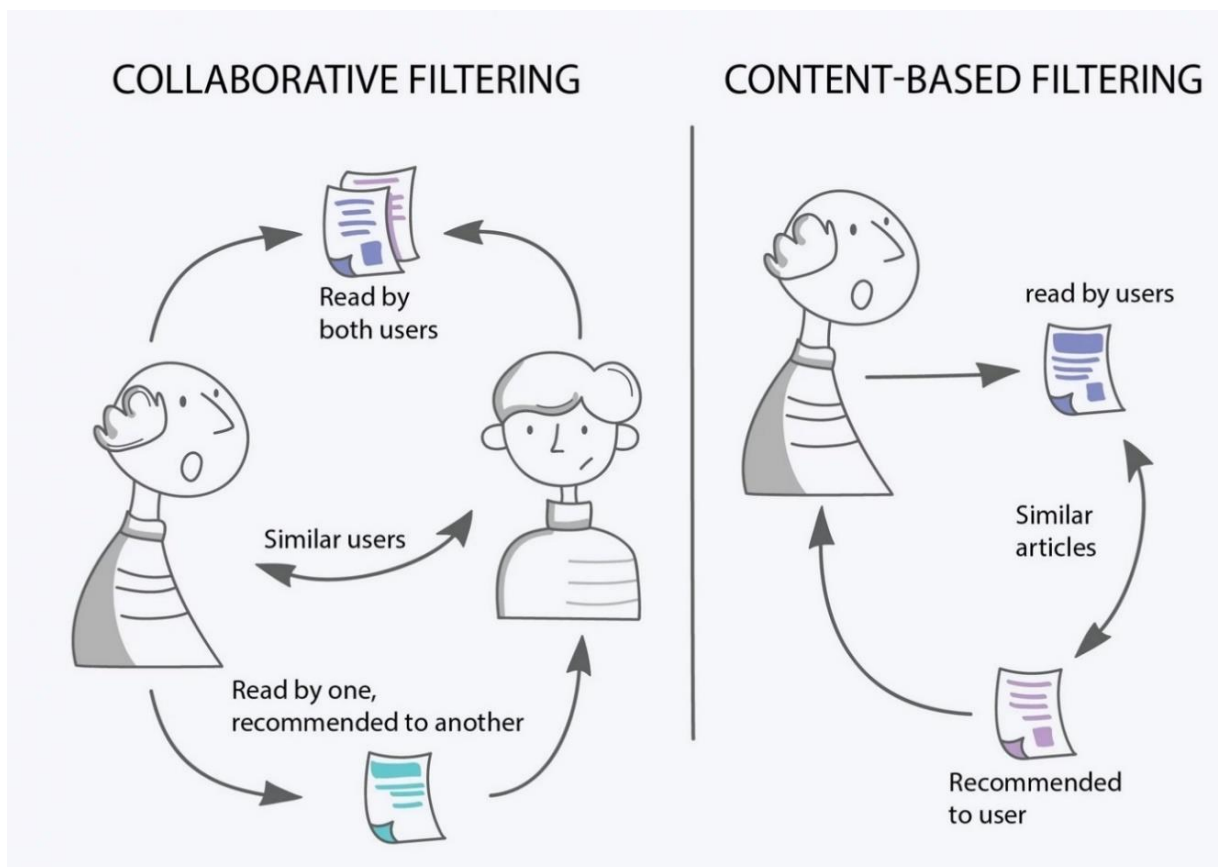 COLLABORATIVE FILTERING
Read by
both users
Similar users
Read by one,
recommended to another
CONTENT-BASED FILTERING
read by users
Similar
articles
Recommended
to user